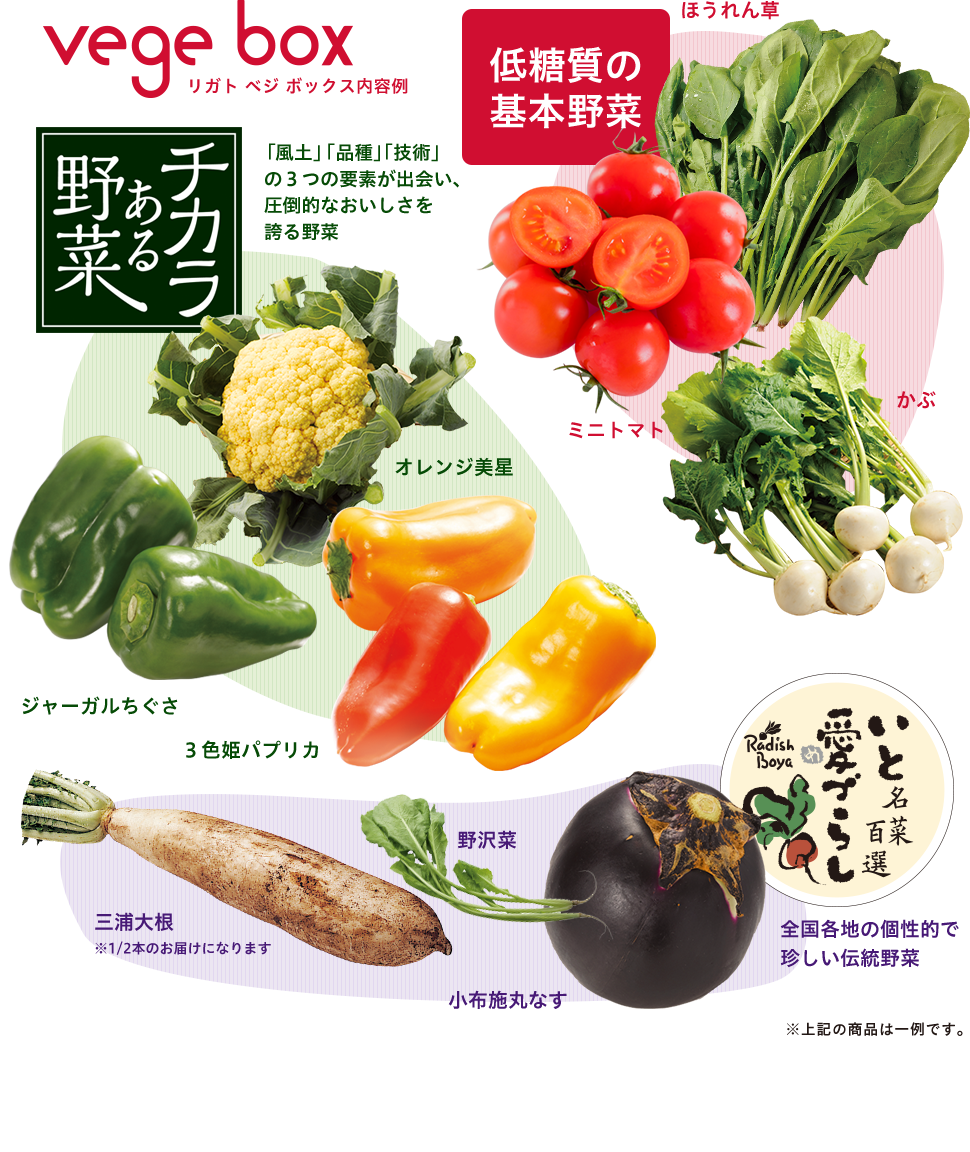 vege box
リガト ベジ ボックス内容例
低糖質の
基本野菜
ほうれん草
チカラ
ある
野菜
「風土」「品種」「技術」
の3つの要素が出会い、
圧倒的なおいしさを
誇る野菜
かぶ
ミニトマト
オレンジ美星
ジャーガルちぐさ
3色姫パプリカ
Radish
Boya
いと
愛づらし
め
名菜
百選
野沢菜
三浦大根
※1/2本のお届けになります
全国各地の個性的で
珍しい伝統野菜
小布施丸なす
※上記の商品は一例です。